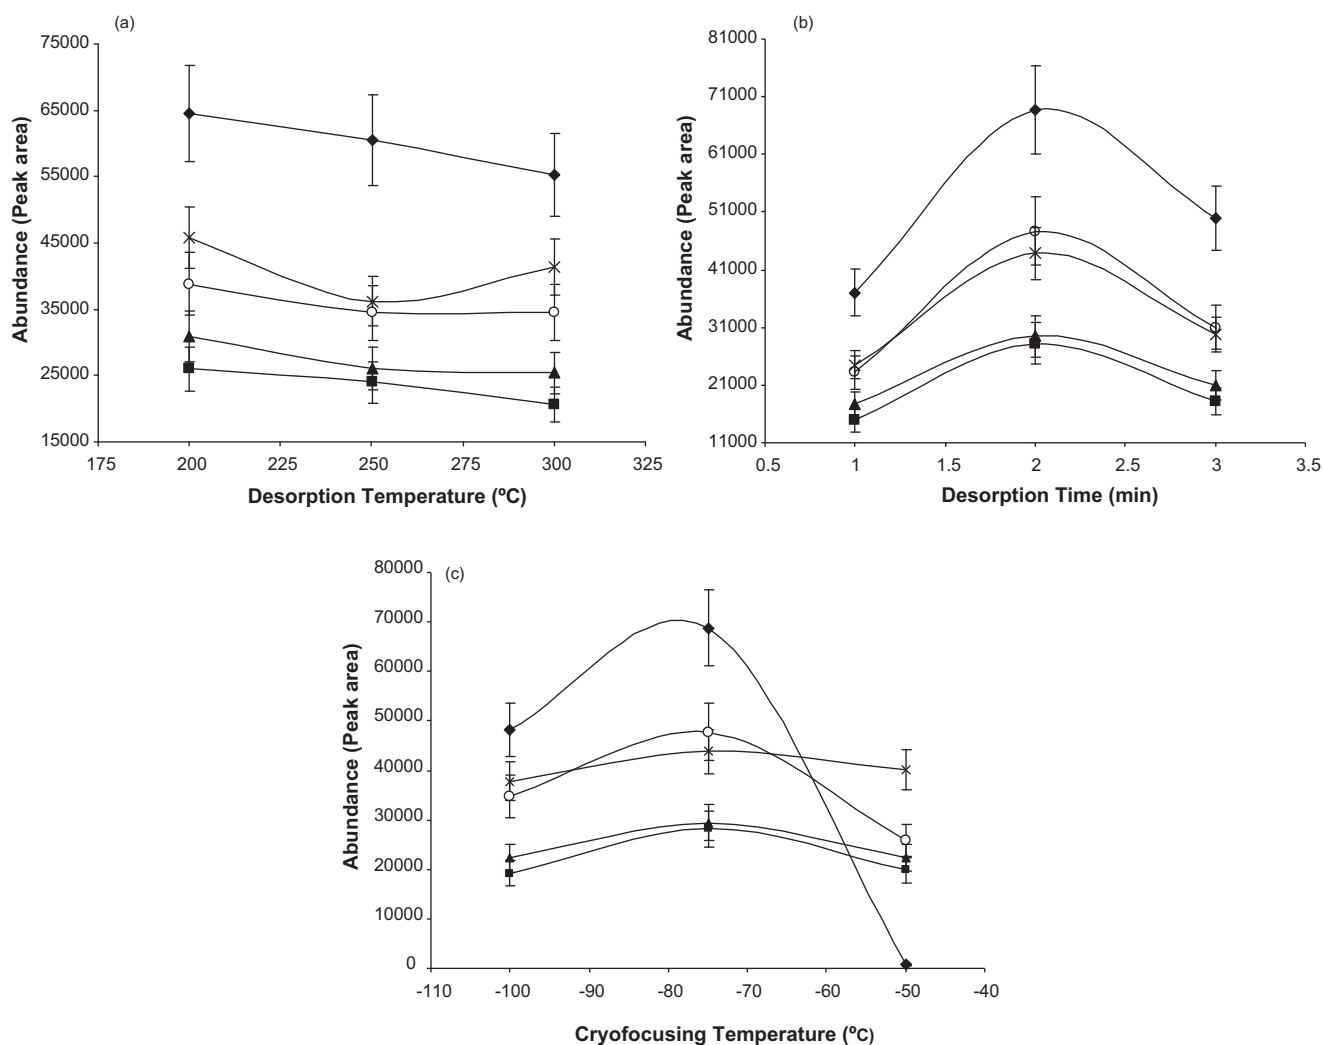 (a)
75000
65000
55000
45000
35000
25000
15000
175 200 225 250 275 300 325
Abundance (Peak area)
Desorption Temperature (ºC)
(b)
81000
71000
61000
51000
41000
31000
21000
11000
0.5 1 1.5 2 2.5 3 3.5
Abundance (Peak area)
Desorption Time (min)
(c)
80000
70000
60000
50000
40000
30000
20000
10000
0
-110 -100 -90 -80 -70 -60 -50 -40
Abundance (Peak area)
Cryofocusing Temperature (ºC)